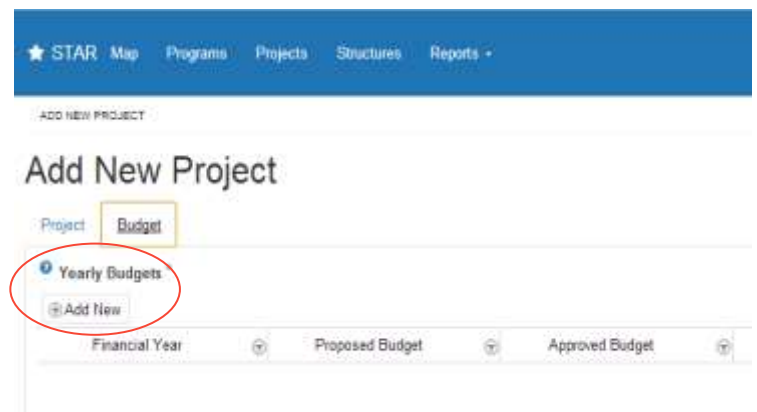 STAR Map Programs Projects Structures Reports
ADD NEW PROJECT
Add New Project
Project Budget
Yearly Budgets *
Add New
Financial Year Proposed Budget Approved Budget